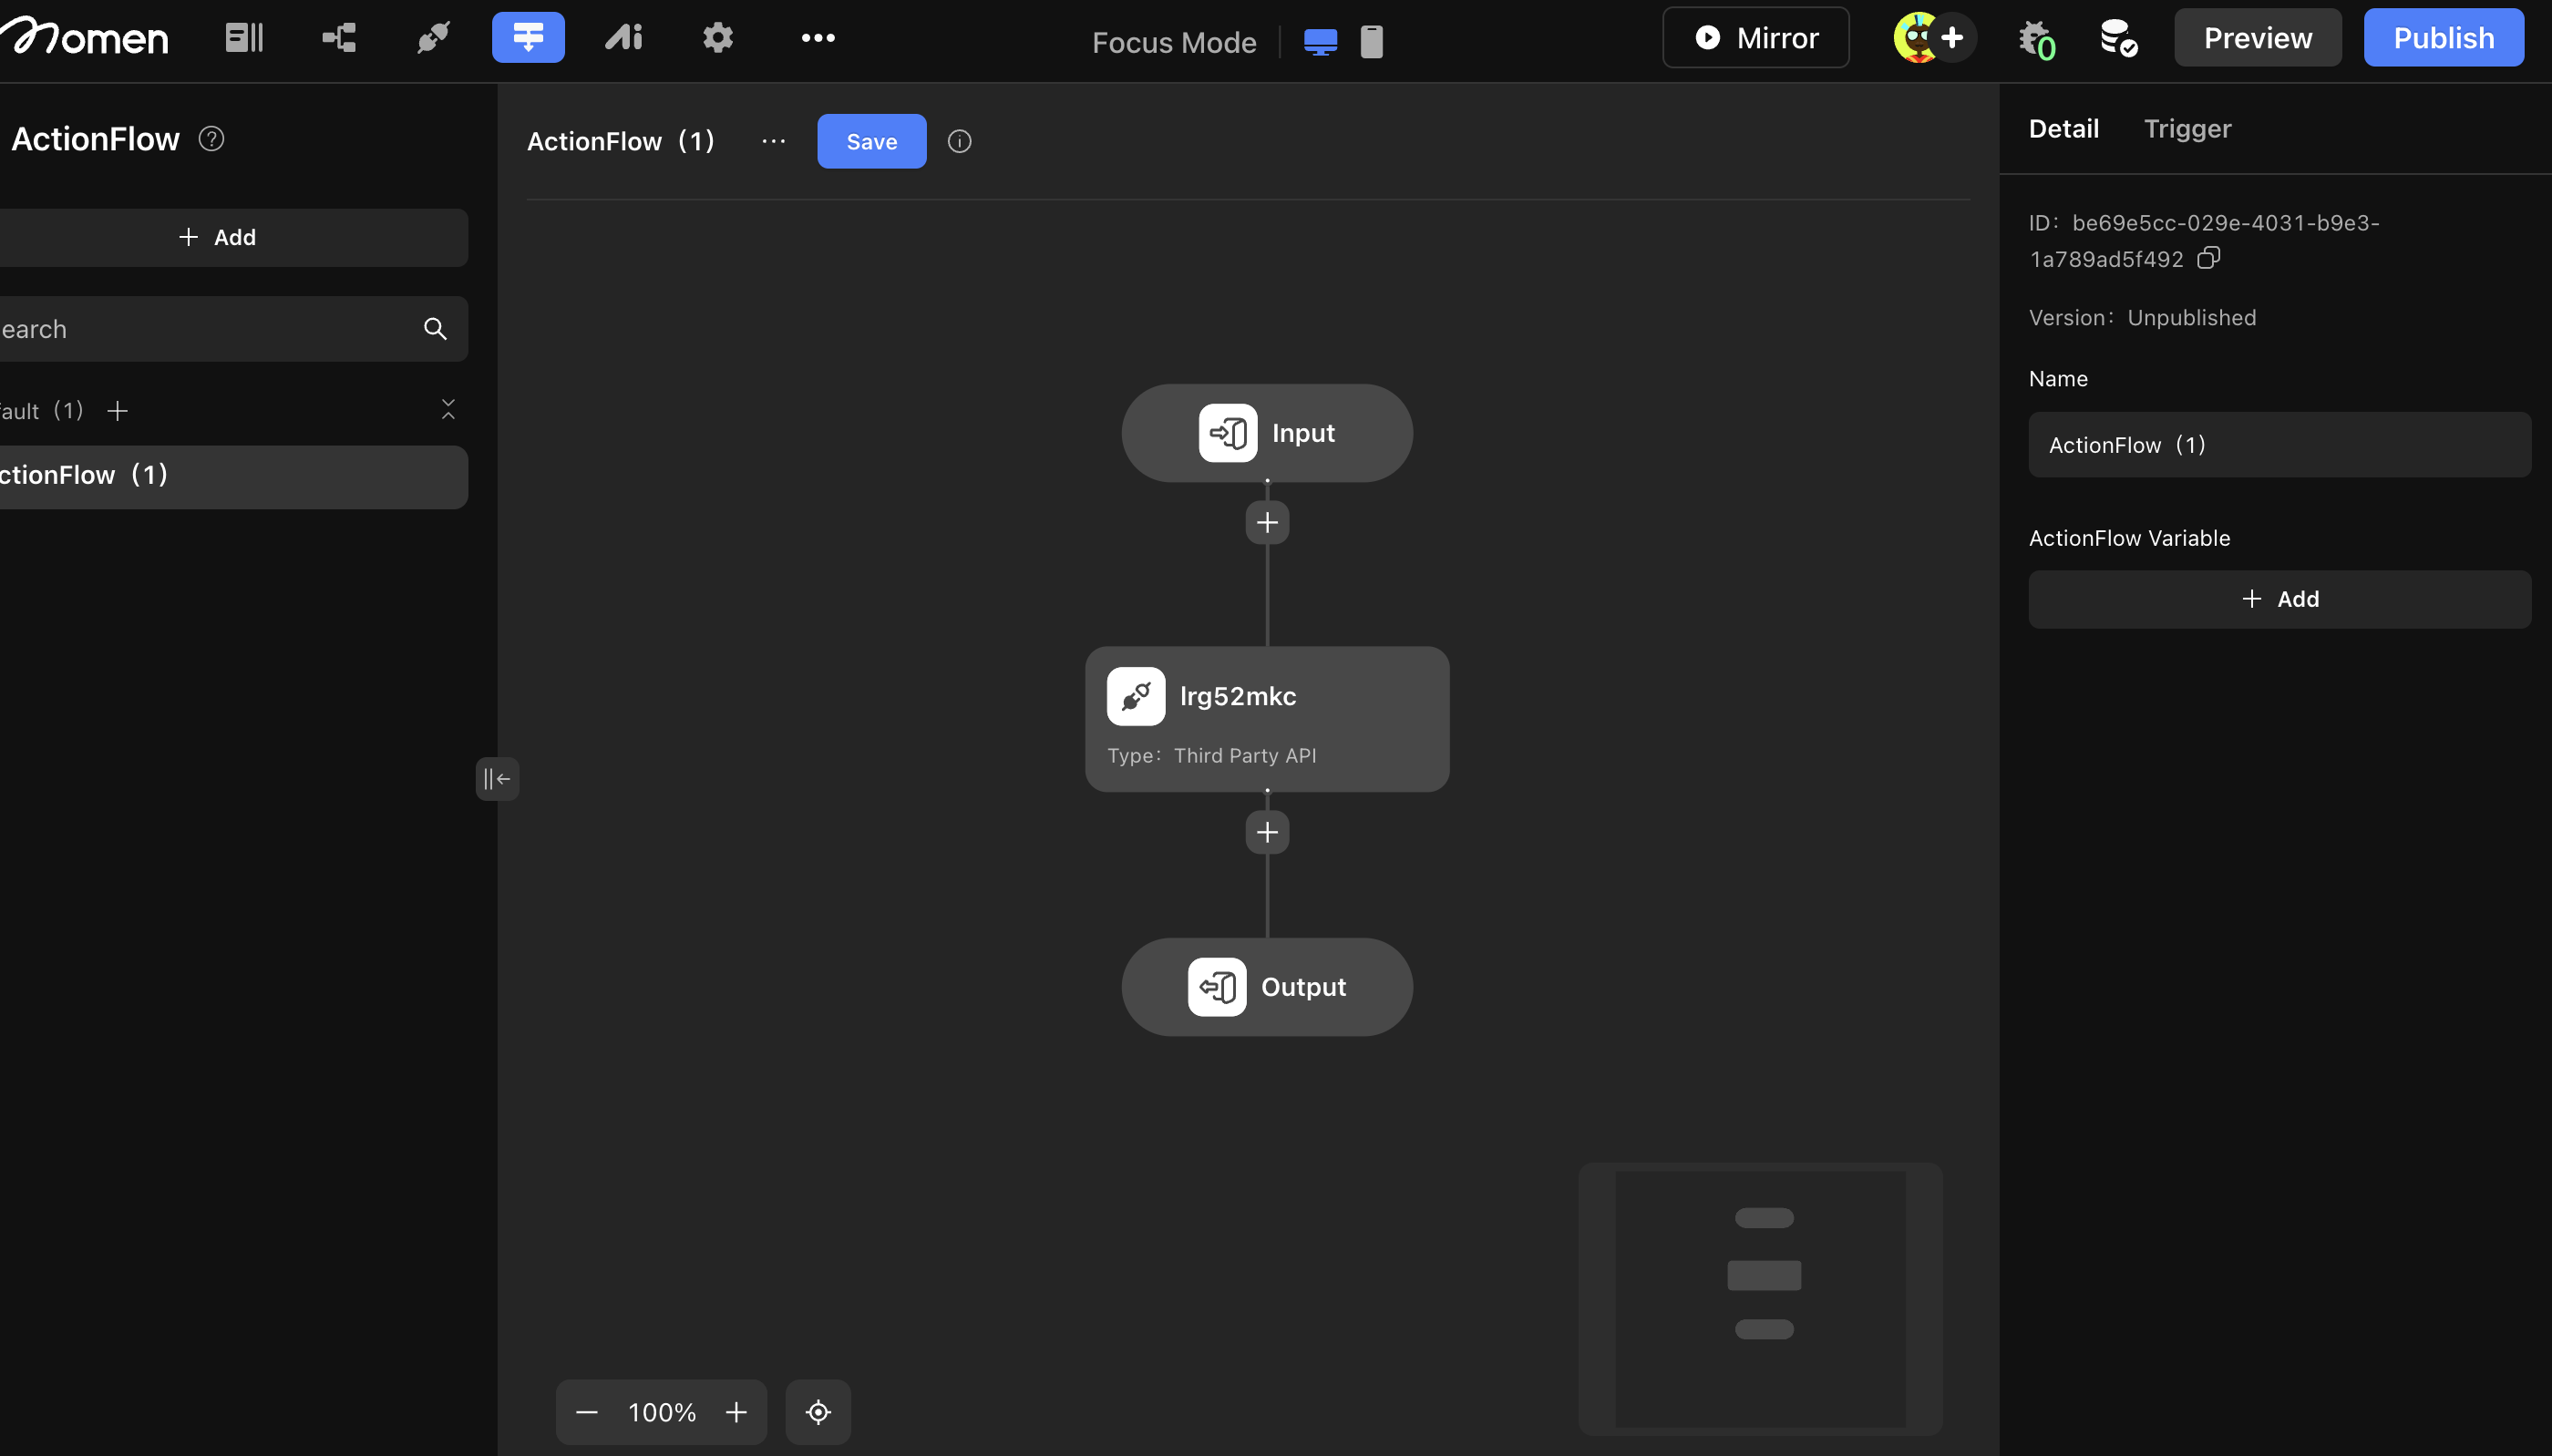 Momen
Focus Mode
Mirror
0
Preview
Publish
ActionFlow ?
Add
earch
ault (1)
ctionFlow (1)
ActionFlow (1) ... Save
Input
lrg52mkc
Type: Third Party API
Output
100%
Detail Trigger
ID: be69e5cc-029e-4031-b9e3-
1a789ad5f492
Version: Unpublished
Name
ActionFlow (1)
ActionFlow Variable
Add